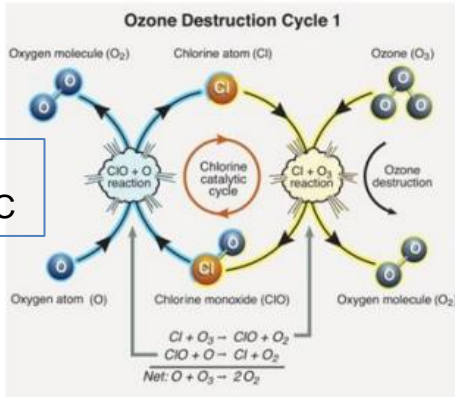 Ozone Destruction Cycle 1
Oxygen molecule (O₂)
Chlorine atom (Cl)
Ozone (O₃)
O
O
Cl
O
O
O
C
ClO + O
reaction
Chlorine
catalytic
cycle
Cl + O₃
reaction
Ozone
destruction
O
Cl
O
O
O
Oxygen atom (O)
Chlorine monoxide (ClO)
Oxygen molecule (O₂)
Cl + O₃ → ClO + O₂
ClO + O → Cl + O₂
Net: O + O₃ → 2O₂